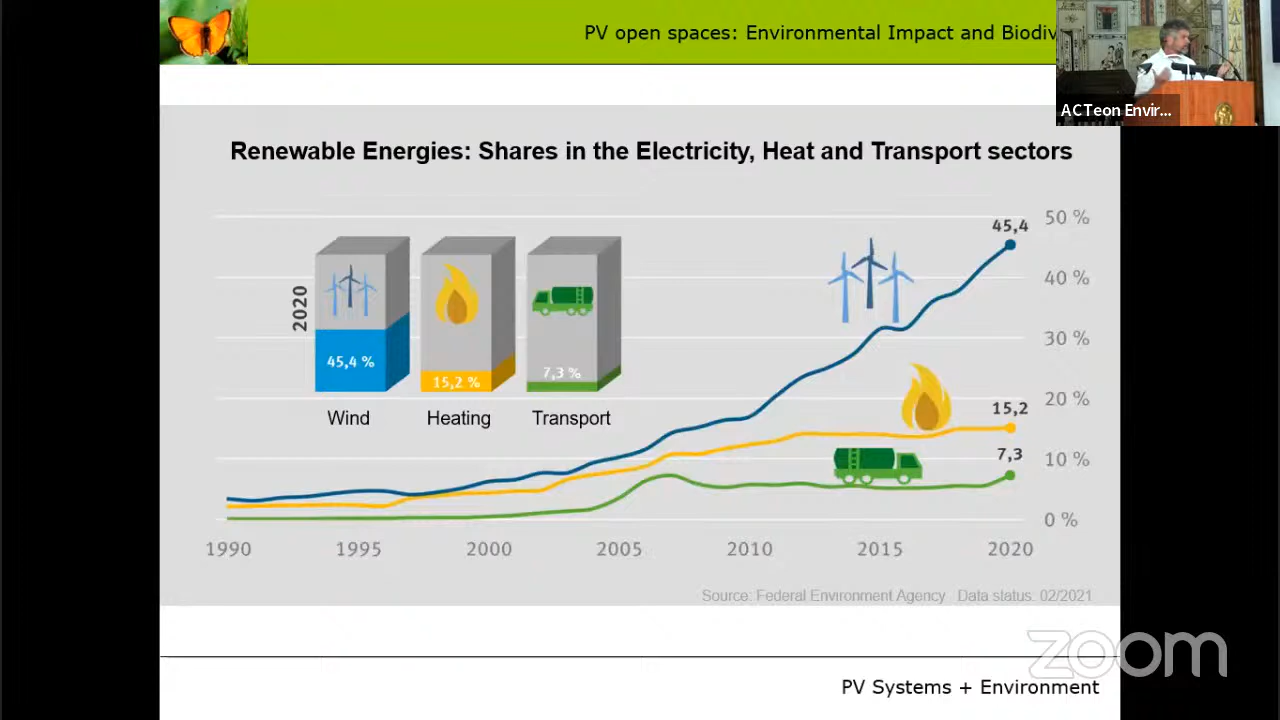 PV open spaces: Environmental Impact and Biodiv
ACTeon Envir...
Renewable Energies: Shares in the Electricity, Heat and Transport sectors
50 %
45,4
40 %
2020
30 %
45,4 %
15,2 %
7,3 %
Wind
Heating
Transport
20 %
15,2
10 %
7,3
0 %
1990
1995
2000
2005
2010
2015
2020
Source: Federal Environment Agency Data status: 02/2021
zoom
PV Systems + Environment